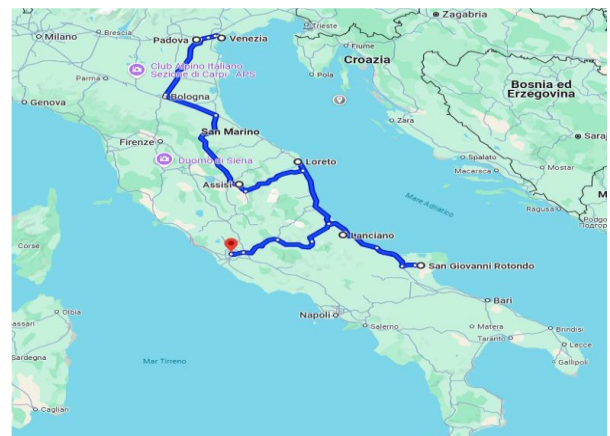 Zagabria
Trieste
Milano
Brescia
Padova
Venezia
Fiume
Croazia
Club Alpino Italiano
Sezione di Carpi - APS
Pola
Bosnia ed
Erzegovina
Parma
Genova
Bologna
Zara
San Marino
Firenze
Spalato
Mostar
Duomo di Siena
Loreto
Macarsca
Assisi
Ragusa
Mare Adriatico
Corse
Lanciano
San Giovanni Rotondo
Bari
Olbia
Napoli
Salerno
Matera
Brindisi
Taranto
Lecce
Gallipoli
Sassari
Sardegna
Mar Tirreno
Cagliari